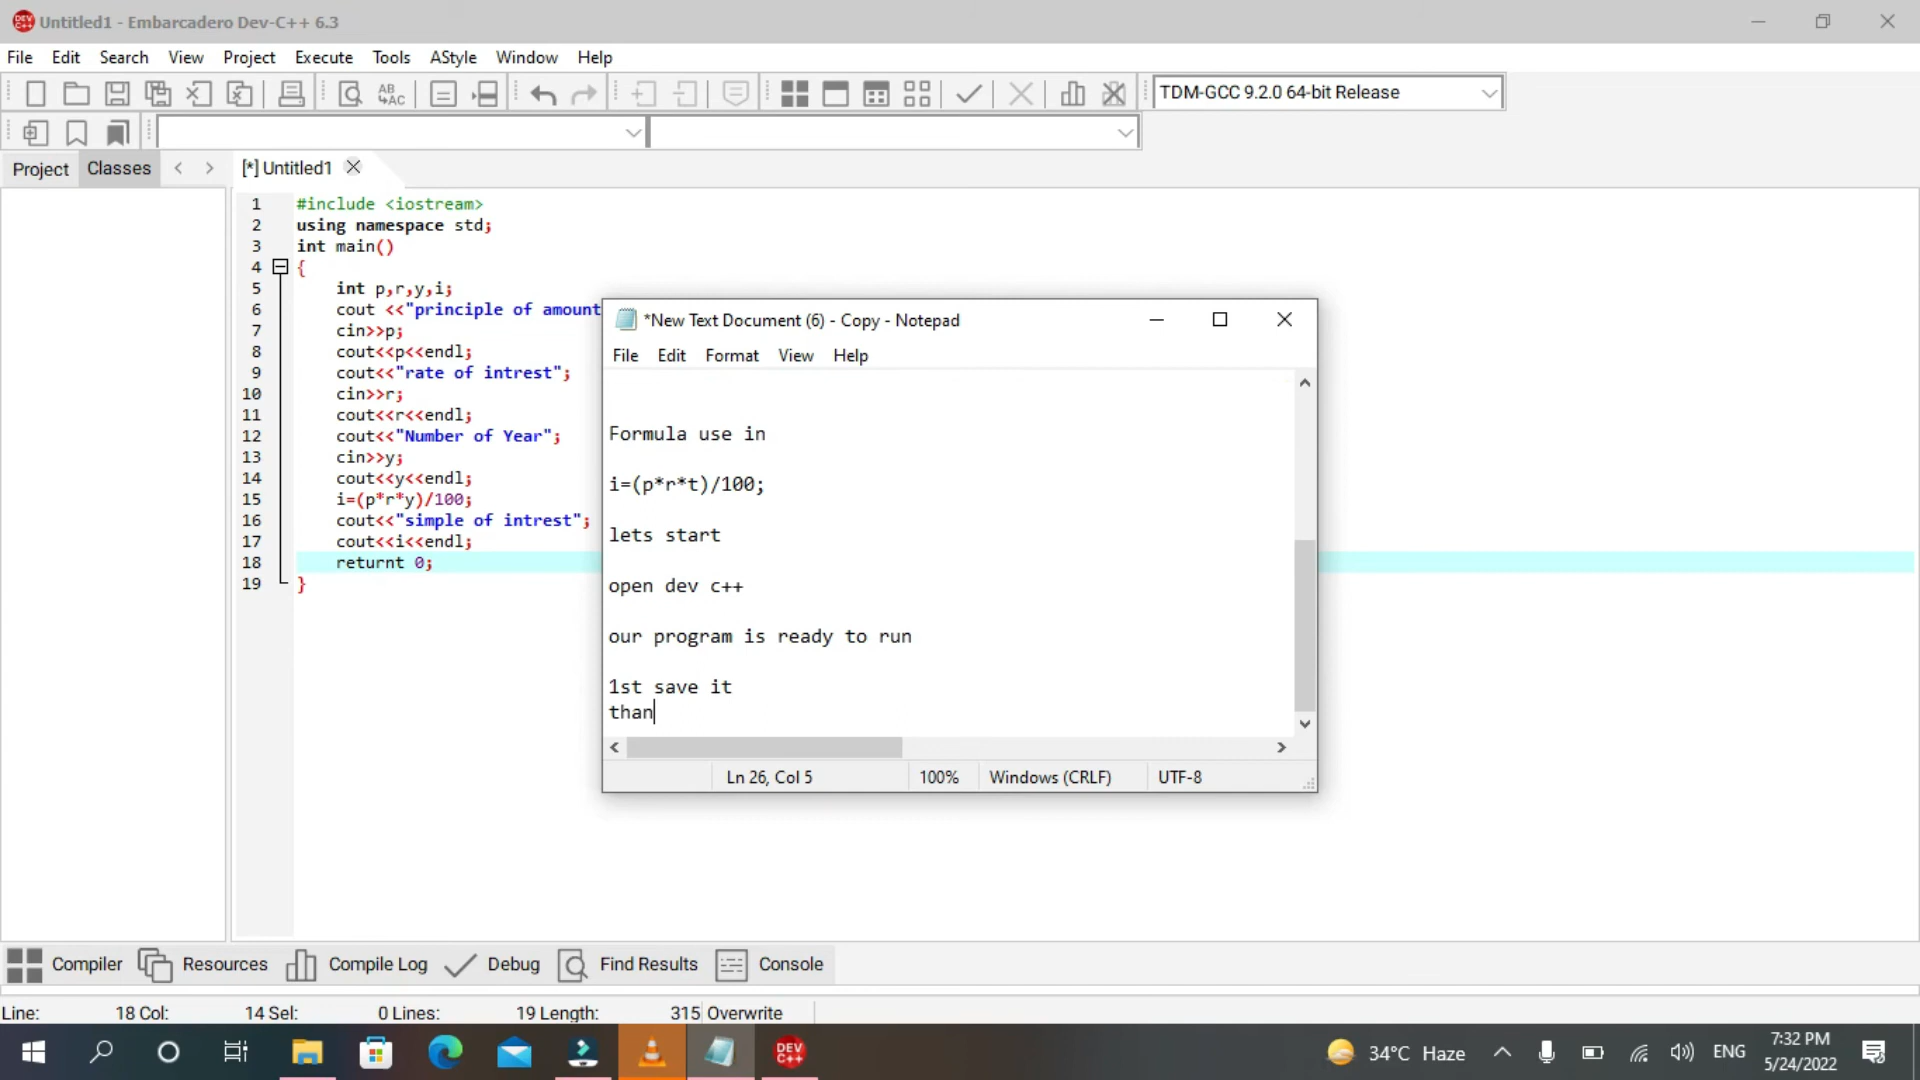 Untitled1 - Embarcadero Dev-C++ 6.3
File Edit Search View Project Execute Tools AStyle Window Help
TDM-GCC 9.2.0 64-bit Release
Project Classes [*] Untitled1
1 #include <iostream>
2 using namespace std;
3 int main()
4 {
5 int p,r,y,i;
6 cout <<"principle of amount
7 cin>>p;
8 cout<<p<<endl;
9 cout<<"rate of intrest";
10 cin>>r;
11 cout<<r<<endl;
12 cout<<"Number of Year";
13 cin>>y;
14 cout<<y<<endl;
15 i=(p*r*y)/100;
16 cout<<"simple of intrest";
17 cout<<i<<endl;
18 returnt 0;
19 }
*New Text Document (6) - Copy - Notepad
File Edit Format View Help
Formula use in
i=(p*r*t)/100;
lets start
open dev c++
our program is ready to run
1st save it
than
Ln 26, Col 5 100% Windows (CRLF) UTF-8
Compiler Resources Compile Log Debug Find Results Console
Line: 18 Col: 14 Sel: 0 Lines: 19 Length: 315 Overwrite
DEV C++
34°C Haze ENG
7:32 PM
5/24/2022